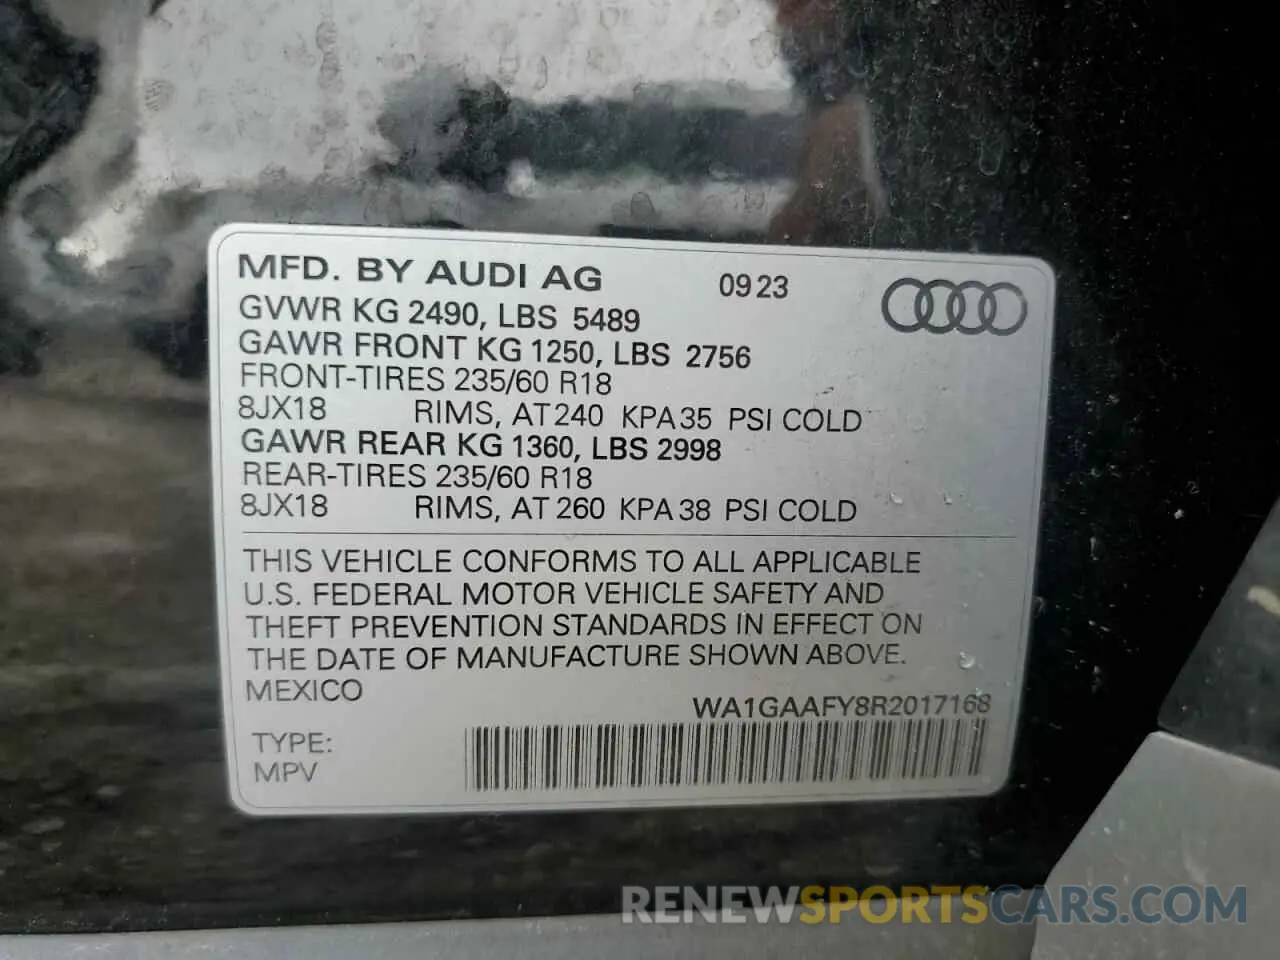 MFD. BY AUDI AG 09 23
GVWR KG 2490, LBS 5489
GAWR FRONT KG 1250, LBS 2756
FRONT-TIRES 235/60 R18
8JX18 RIMS, AT 240 KPA 35 PSI COLD
GAWR REAR KG 1360, LBS 2998
REAR-TIRES 235/60 R18
8JX18 RIMS, AT 260 KPA 38 PSI COLD
THIS VEHICLE CONFORMS TO ALL APPLICABLE
U.S. FEDERAL MOTOR VEHICLE SAFETY AND
THEFT PREVENTION STANDARDS IN EFFECT ON
THE DATE OF MANUFACTURE SHOWN ABOVE.
MEXICO
WA1GAAFY8R2017168
TYPE:
MPV
RENEWSPORTSCARS.COM